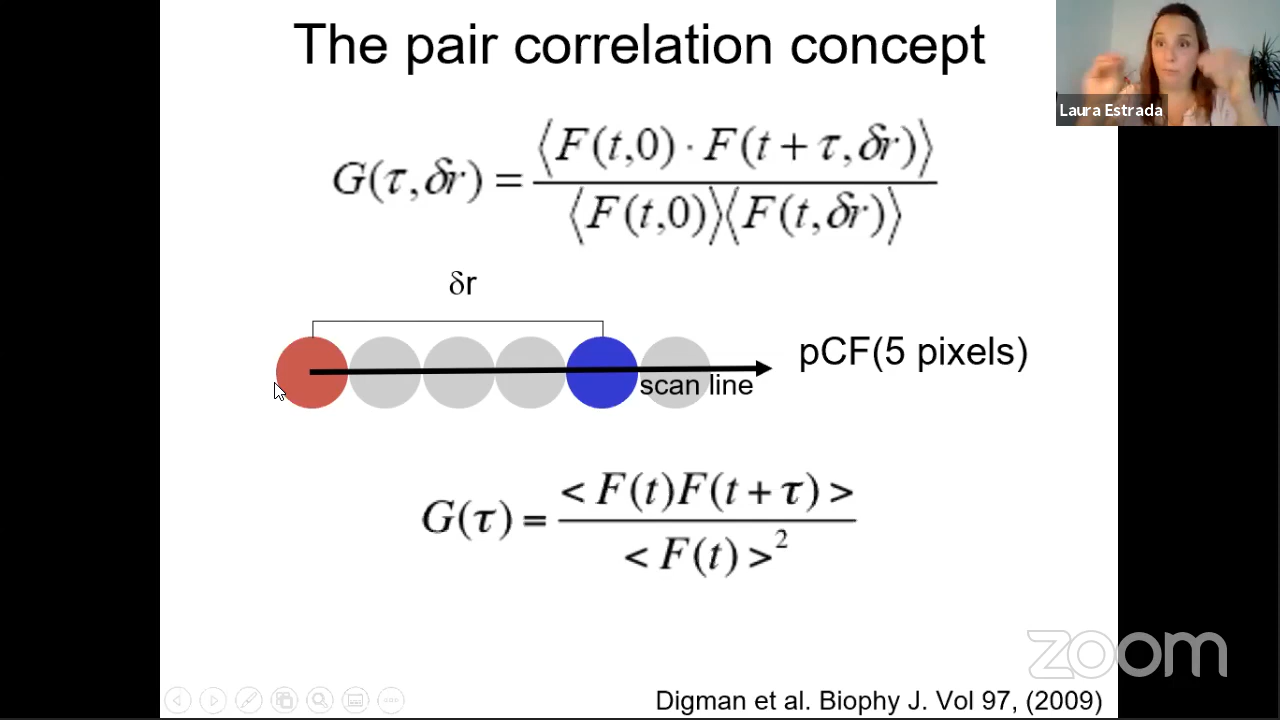 The pair correlation concept
Laura Estrada
G(τ,δr) = ⟨F(t,0) · F(t + τ,δr)⟩ / ⟨F(t,0)⟩⟨F(t,δr)⟩
δr
pCF(5 pixels)
scan line
G(τ) = < F(t)F(t + τ) > / < F(t) >²
zoom
Digman et al. Biophy J. Vol 97, (2009)